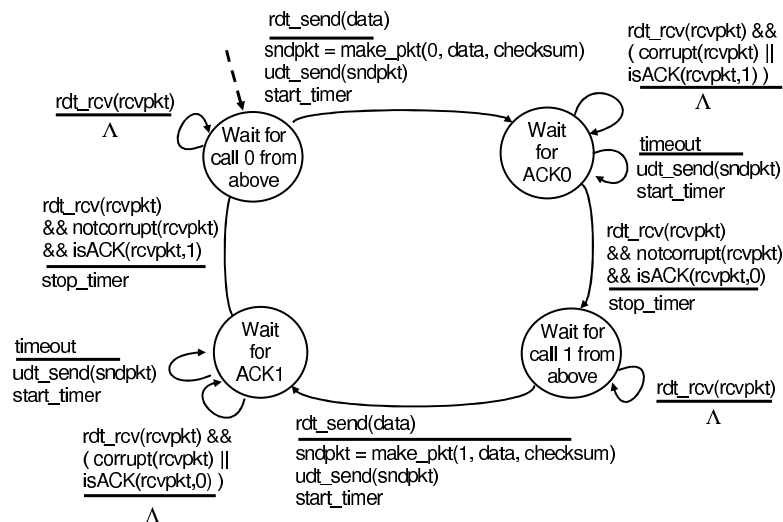 rdt_send(data)
sndpkt = make_pkt(0, data, checksum)
udt_send(sndpkt)
start_timer
rdt_rcv(rcvpkt) &&
( corrupt(rcvpkt) ||
isACK(rcvpkt,1) )
Λ
rdt_rcv(rcvpkt)
Λ
Wait for
call 0 from
above
Wait
for
ACK0
timeout
udt_send(sndpkt)
start_timer
rdt_rcv(rcvpkt)
&& notcorrupt(rcvpkt)
&& isACK(rcvpkt,1)
stop_timer
rdt_rcv(rcvpkt)
&& notcorrupt(rcvpkt)
&& isACK(rcvpkt,0)
stop_timer
timeout
udt_send(sndpkt)
start_timer
Wait
for
ACK1
Wait for
call 1 from
above
rdt_rcv(rcvpkt)
Λ
rdt_rcv(rcvpkt) &&
( corrupt(rcvpkt) ||
isACK(rcvpkt,0) )
Λ
rdt_send(data)
sndpkt = make_pkt(1, data, checksum)
udt_send(sndpkt)
start_timer